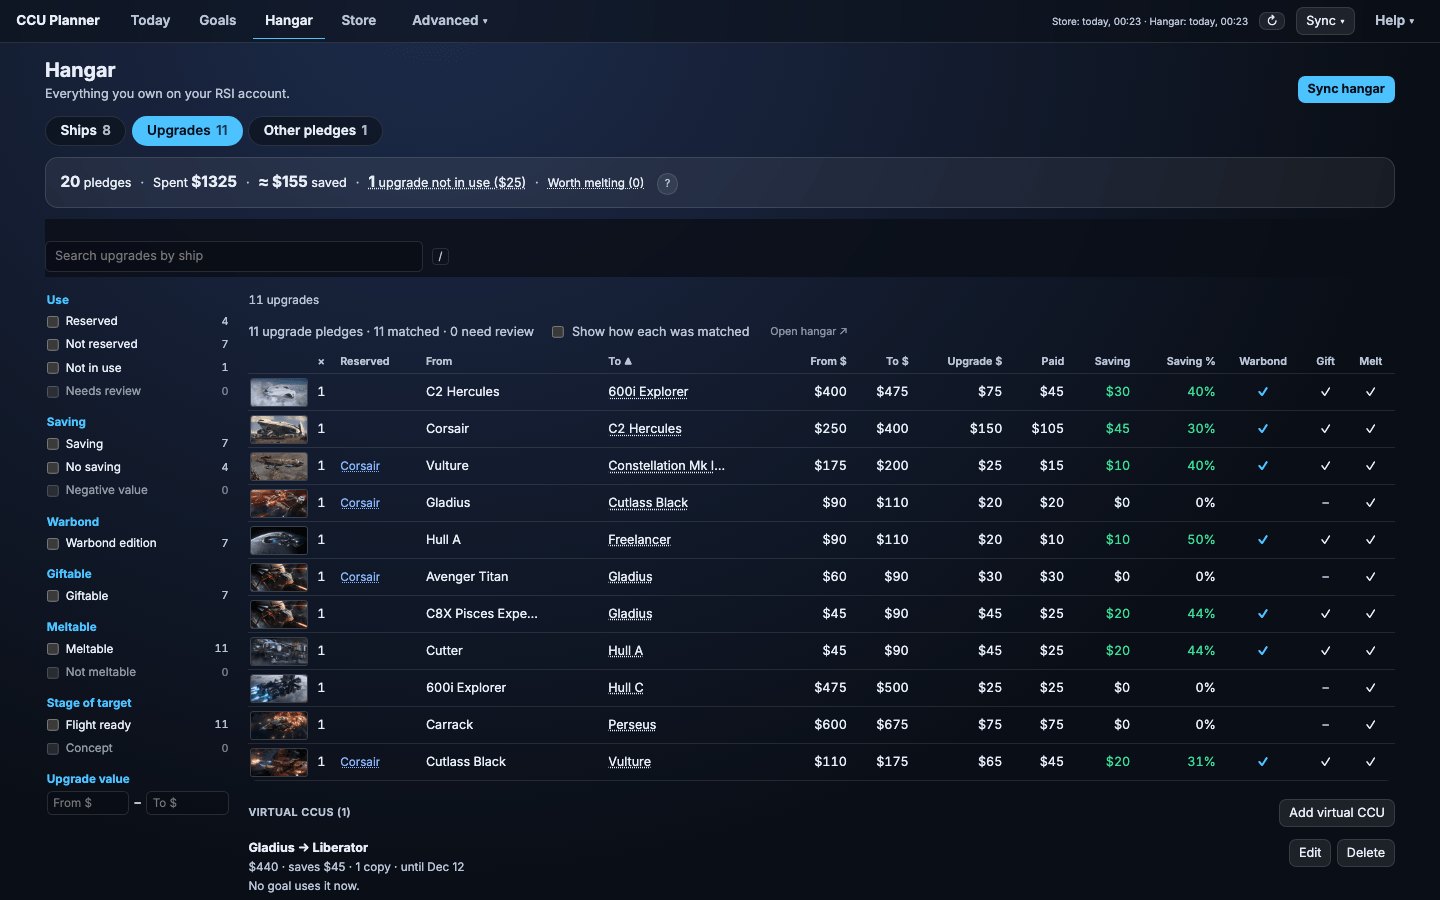 CCU Planner Today Goals Hangar Store Advanced ▾ Store: today, 00:23 · Hangar: today, 00:23 ↻ Sync ▾ Help ▾
Hangar
Everything you own on your RSI account.
Sync hangar
Ships 8 Upgrades 11 Other pledges 1
20 pledges · Spent $1325 · ≈ $155 saved · 1 upgrade not in use ($25) · Worth melting (0) ?
Search upgrades by ship /
Use
Reserved 4
Not reserved 7
Not in use 1
Needs review 0
Saving
Saving 7
No saving 4
Negative value 0
Warbond
Warbond edition 7
Giftable
Giftable 7
Meltable
Meltable 11
Not meltable 0
Stage of target
Flight ready 11
Concept 0
Upgrade value
From $ – To $
11 upgrades
11 upgrade pledges · 11 matched · 0 need review Show how each was matched Open hangar ↗
× Reserved From To ▲ From $ To $ Upgrade $ Paid Saving Saving % Warbond Gift Melt
1 C2 Hercules 600i Explorer $400 $475 $75 $45 $30 40% ✓ ✓ ✓
1 Corsair C2 Hercules $250 $400 $150 $105 $45 30% ✓ ✓ ✓
1 Corsair Vulture Constellation Mk I... $175 $200 $25 $15 $10 40% ✓ ✓ ✓
1 Corsair Gladius Cutlass Black $90 $110 $20 $20 $0 0% – ✓
1 Hull A Freelancer $90 $110 $20 $10 $10 50% ✓ ✓ ✓
1 Corsair Avenger Titan Gladius $60 $90 $30 $30 $0 0% – ✓
1 C8X Pisces Expe... Gladius $45 $90 $45 $25 $20 44% ✓ ✓ ✓
1 Cutter Hull A $45 $90 $45 $25 $20 44% ✓ ✓ ✓
1 600i Explorer Hull C $475 $500 $25 $25 $0 0% – ✓
1 Carrack Perseus $600 $675 $75 $75 $0 0% – ✓
1 Corsair Cutlass Black Vulture $110 $175 $65 $45 $20 31% ✓ ✓ ✓
VIRTUAL CCUS (1) Add virtual CCU
Gladius → Liberator
$440 · saves $45 · 1 copy · until Dec 12
No goal uses it now.
Edit Delete